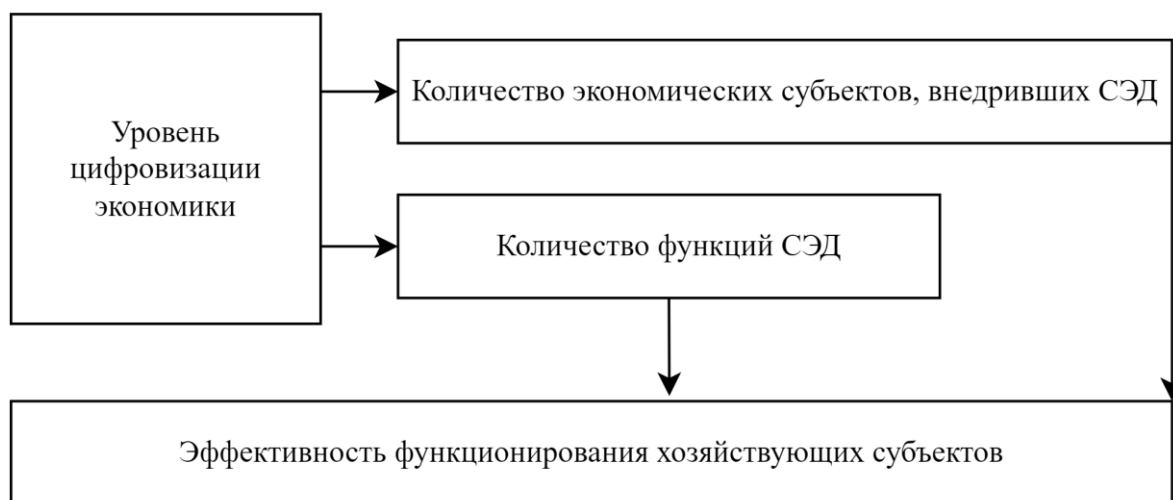 Количество экономических субъектов, внедривших СЭД
Уровень
цифровизации
экономики
Количество функций СЭД
Эффективность функционирования хозяйствующих субъектов